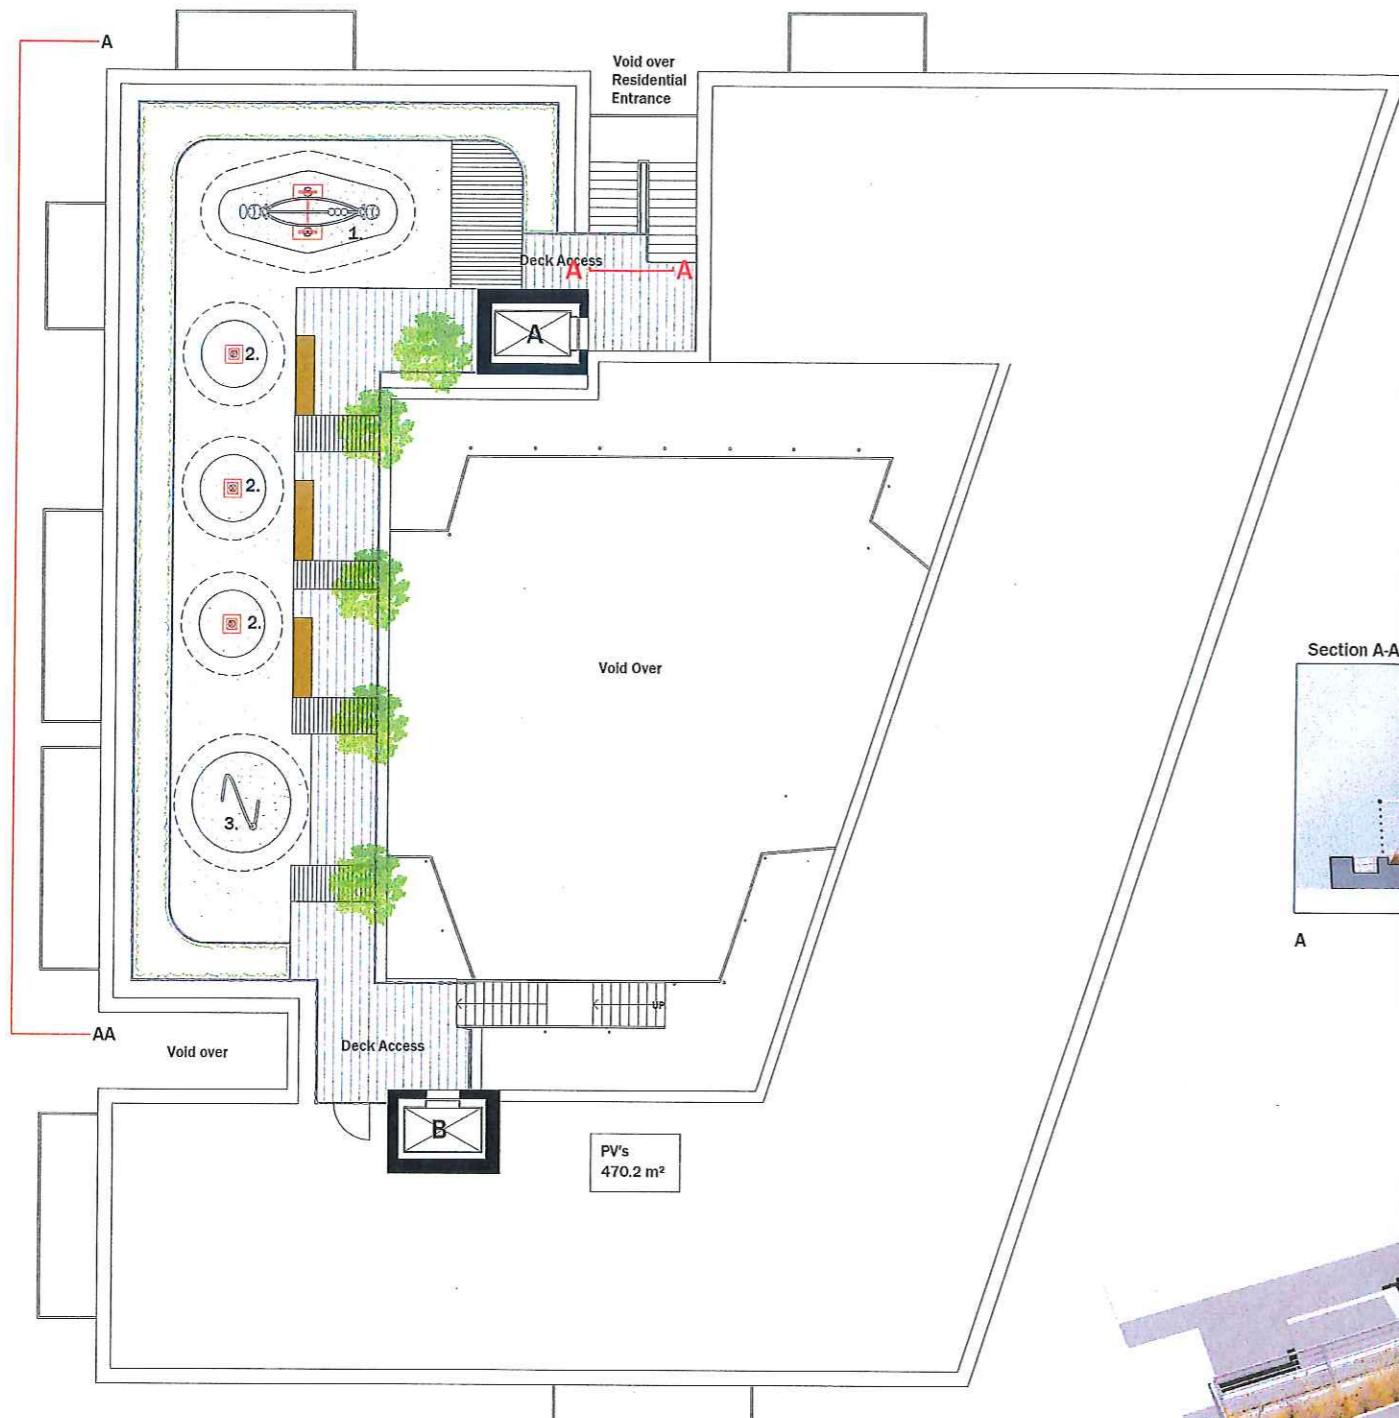 A
Void over
Residential
Entrance
1.
Deck Access
A
A
A
2.
2.
2.
Void Over
Section A-A
3.
A
UP
AA
Void over
Deck Access
B
PV's
470.2 m²